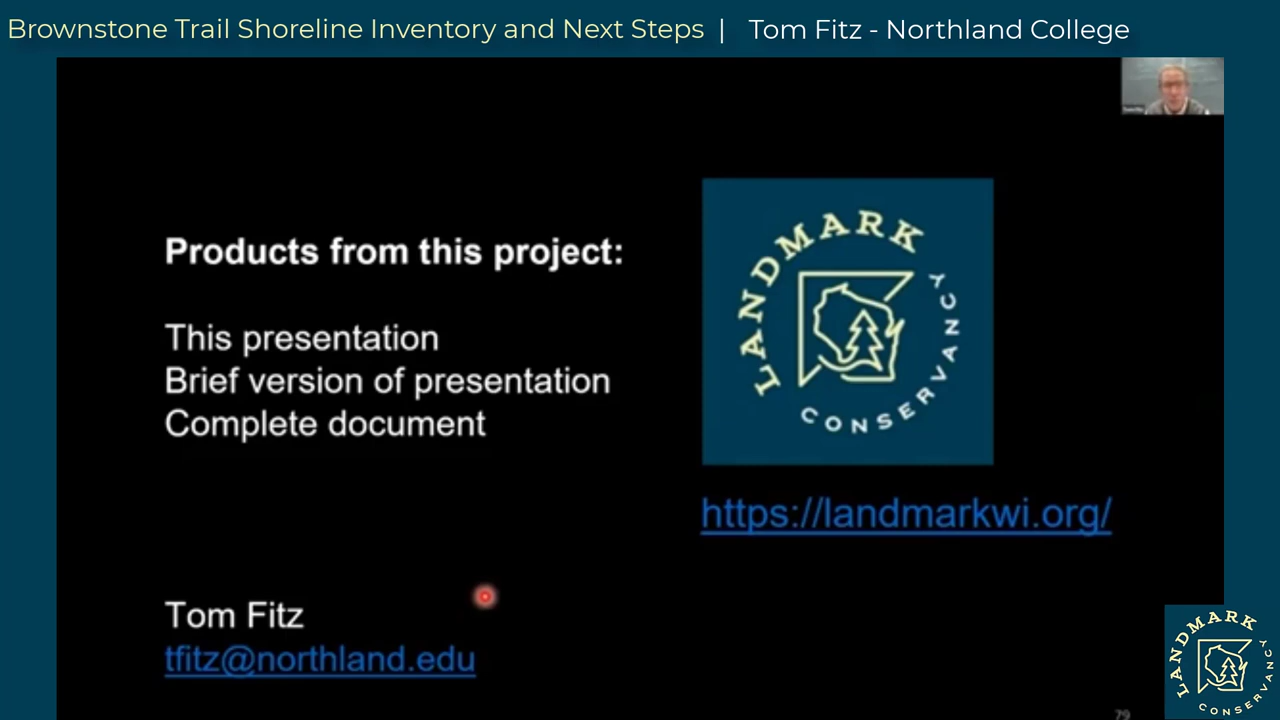 Brownstone Trail Shoreline Inventory and Next Steps | Tom Fitz - Northland College
Products from this project:
This presentation
Brief version of presentation
Complete document
LANDMARK
CONSERVANCY
https://landmarkwi.org/
Tom Fitz
tfitz@northland.edu
79
LANDMARK
CONSERVANCY